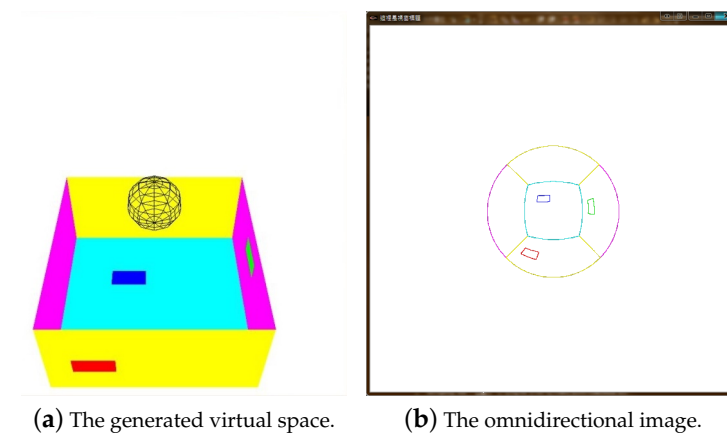 (a) The generated virtual space.
(b) The omnidirectional image.